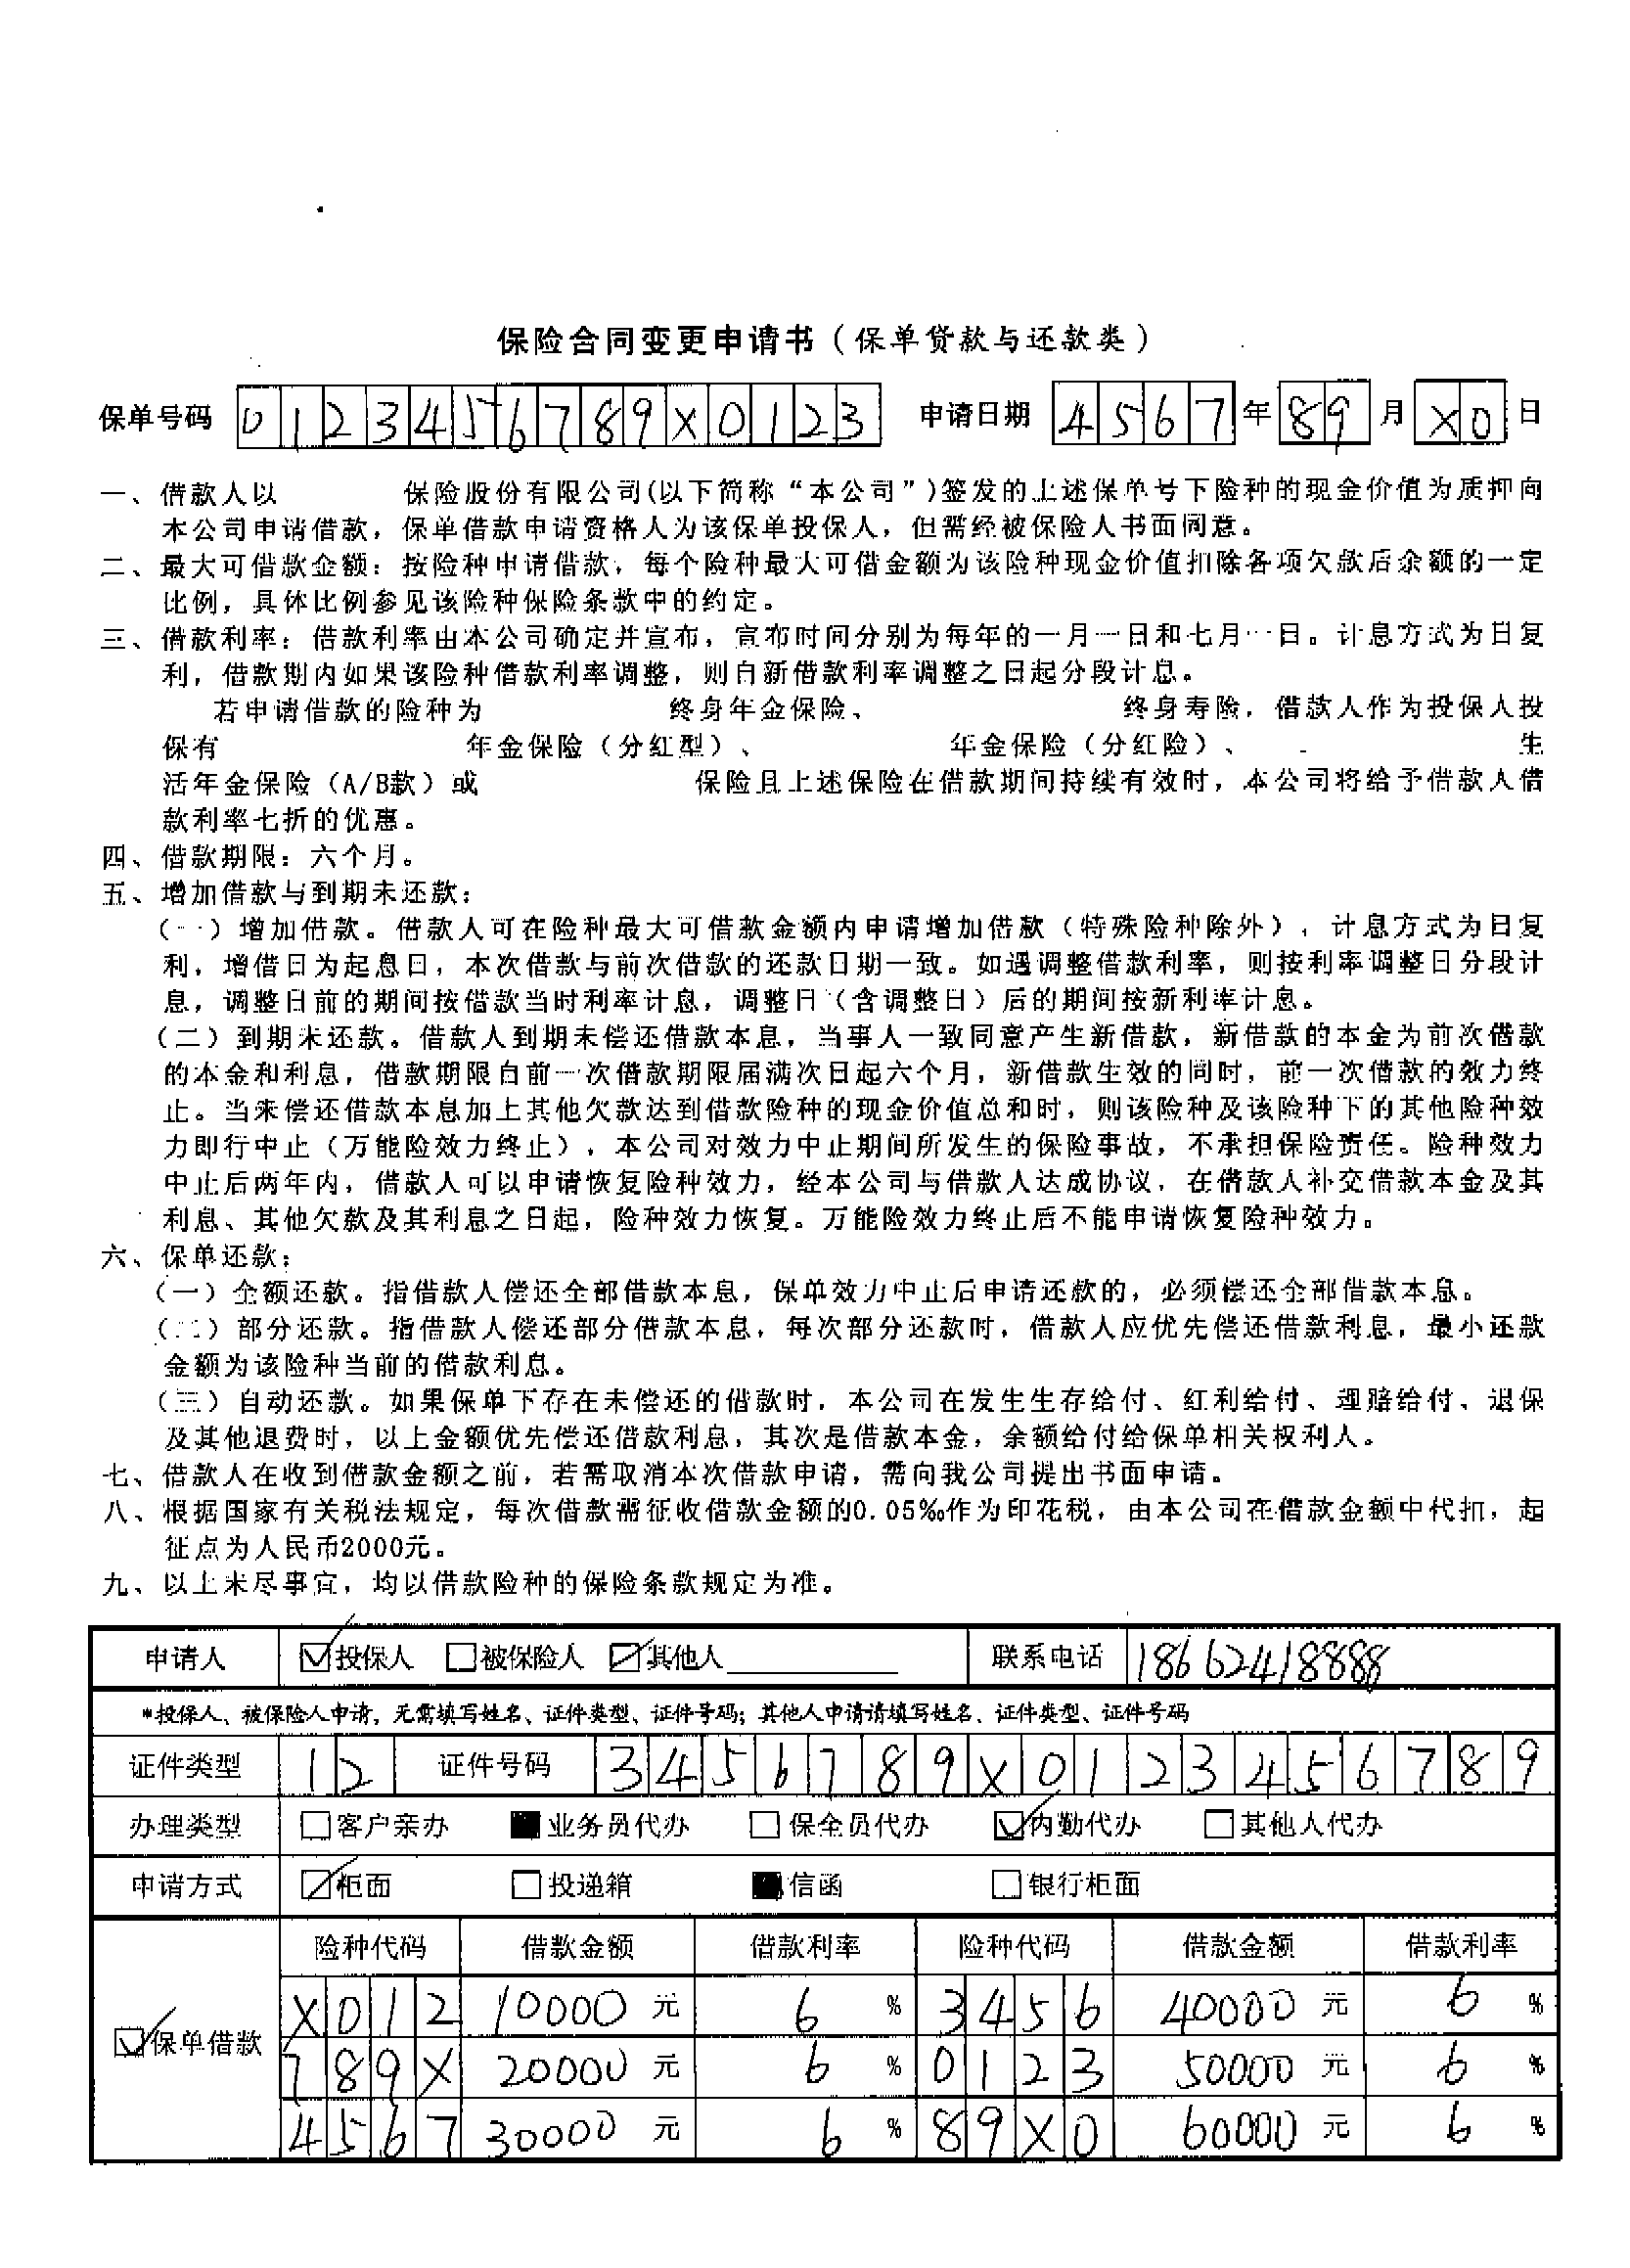 保险合同变更申请书（保单贷款与还款类）
保单号码 0123456789X0123 申请日期 4567年89月X0日
一、借款人以 保险股份有限公司(以下简称“本公司”)签发的上述保单号下险种的现金价值为质押向
本公司申请借款，保单借款申请资格人为该保单投保人，但需经被保险人书面同意。
二、最大可借款金额：按险种申请借款，每个险种最大可借金额为该险种现金价值扣除各项欠款后余额的一定
比例，具体比例参见该险种保险条款中的约定。
三、借款利率：借款利率由本公司确定并宣布，宣布时间分别为每年的一月一日和七月一日。计息方式为日复
利，借款期内如果该险种借款利率调整，则自新借款利率调整之日起分段计息。
若申请借款的险种为 终身年金保险、 终身寿险，借款人作为投保人投
保有 年金保险（分红型）、 年金保险（分红险）、 生
活年金保险（A/B款）或 保险且上述保险在借款期间持续有效时，本公司将给予借款人借
款利率七折的优惠。
四、借款期限：六个月。
五、增加借款与到期未还款：
（一）增加借款。借款人可在险种最大可借款金额内申请增加借款（特殊险种除外），计息方式为日复
利，增借日为起息日，本次借款与前次借款的还款日期一致。如遇调整借款利率，则按利率调整日分段计
息，调整日前的期间按借款当时利率计息，调整日（含调整日）后的期间按新利率计息。
（二）到期未还款。借款人到期未偿还借款本息，当事人一致同意产生新借款，新借款的本金为前次借款
的本金和利息，借款期限自前一次借款期限届满次日起六个月，新借款生效的同时，前一次借款的效力终
止。当未偿还借款本息加上其他欠款达到借款险种的现金价值总和时，则该险种及该险种下的其他险种效
力即行中止（万能险效力终止），本公司对效力中止期间所发生的保险事故，不承担保险责任。险种效力
中止后两年内，借款人可以申请恢复险种效力，经本公司与借款人达成协议，在借款人补交借款本金及其
利息、其他欠款及其利息之日起，险种效力恢复。万能险效力终止后不能申请恢复险种效力。
六、保单还款：
（一）全额还款。指借款人偿还全部借款本息，保单效力中止后申请还款的，必须偿还全部借款本息。
（二）部分还款。指借款人偿还部分借款本息，每次部分还款时，借款人应优先偿还借款利息，最小还款
金额为该险种当前的借款利息。
（三）自动还款。如果保单下存在未偿还的借款时，本公司在发生生存给付、红利给付、理赔给付、退保
及其他退费时，以上金额优先偿还借款利息，其次是借款本金，余额给付给保单相关权利人。
七、借款人在收到借款金额之前，若需取消本次借款申请，需向我公司提出书面申请。
八、根据国家有关税法规定，每次借款需征收借款金额的0.05‰作为印花税，由本公司在借款金额中代扣，起
征点为人民币2000元。
九、以上未尽事宜，均以借款险种的保险条款规定为准。
申请人 ☑投保人 □被保险人 ☑其他人 联系电话 18662418888
*投保人、被保险人申请，无需填写姓名、证件类型、证件号码；其他人申请请填写姓名、证件类型、证件号码
证件类型 12 证件号码 3456789X0123456789
办理类型 □客户亲办 ■业务员代办 □保全员代办 ☑内勤代办 □其他人代办
申请方式 ☑柜面 □投递箱 ■信函 □银行柜面
险种代码 借款金额 借款利率 险种代码 借款金额 借款利率
X012 10000元 6% 3456 40000元 6%
☑保单借款 789X 20000元 6% 0123 50000元 6%
4567 30000元 6% 89X0 60000元 6%